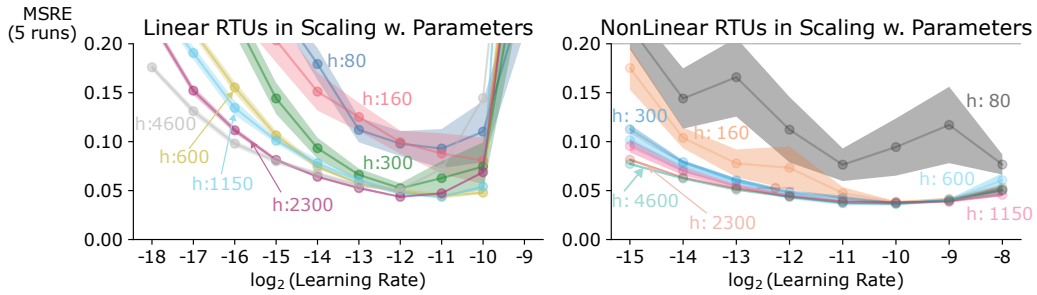 MSRE
(5 runs)
Linear RTUs in Scaling w. Parameters
0.20
0.15
0.10
0.05
0.00
h:80
h:160
h:4600
h:600
h:300
h:1150
h:2300
-18 -17 -16 -15 -14 -13 -12 -11 -10 -9
log₂(Learning Rate)
NonLinear RTUs in Scaling w. Parameters
0.20
0.15
0.10
0.05
0.00
h: 80
h: 300
h: 160
h: 600
h: 4600
h: 2300
h: 1150
-15 -14 -13 -12 -11 -10 -9 -8
log₂(Learning Rate)